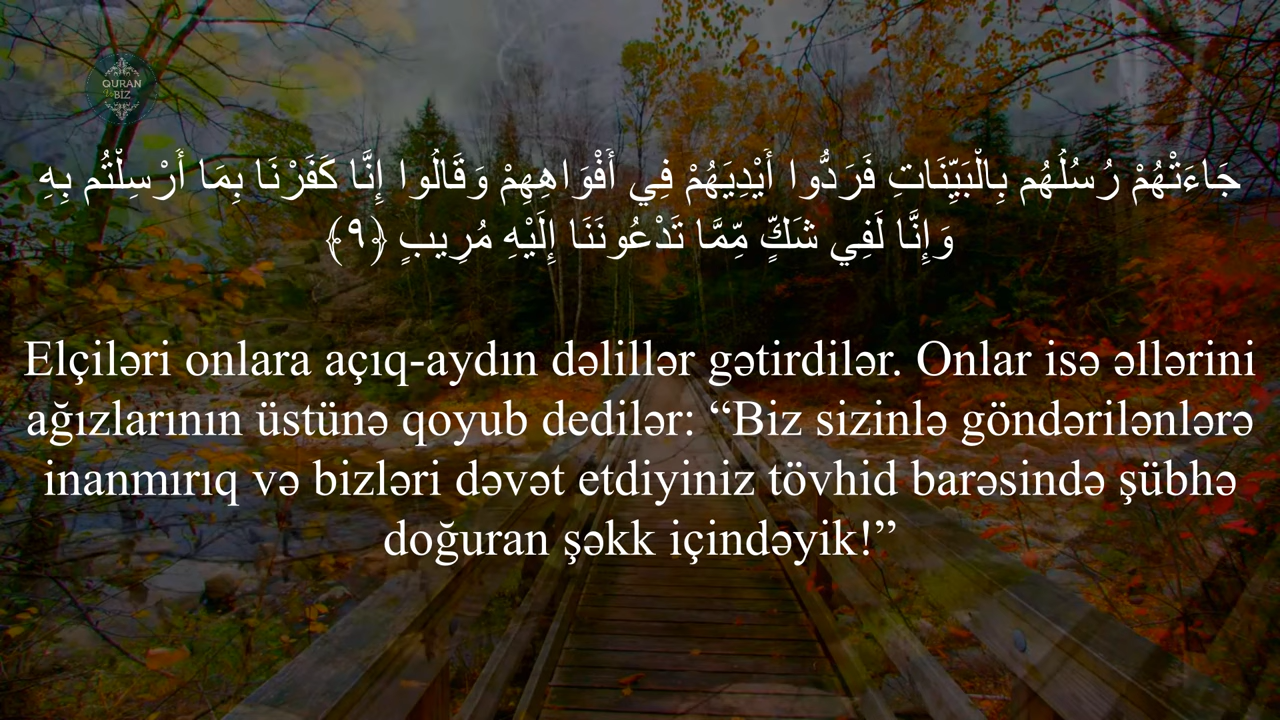 QURAN
BIZ
جَاءَتْهُمْ رُسُلُهُم بِالْبَيِّنَاتِ فَرَدُّوا أَيْدِيَهُمْ فِي أَفْوَاهِهِمْ وَقَالُوا إِنَّا كَفَرْنَا بِمَا أُرْسِلْتُم بِهِ
وَإِنَّا لَفِي شَكٍّ مِّمَّا تَدْعُونَنَا إِلَيْهِ مُرِيبٍ ﴿٩﴾
Elçiləri onlara açıq-aydın dəlillər gətirdilər. Onlar isə əllərini
ağızlarının üstünə qoyub dedilər: “Biz sizinlə göndərilənlərə
inanmırıq və bizləri dəvət etdiyiniz tövhid barəsində şübhə
doğuran şəkk içindəyik!”